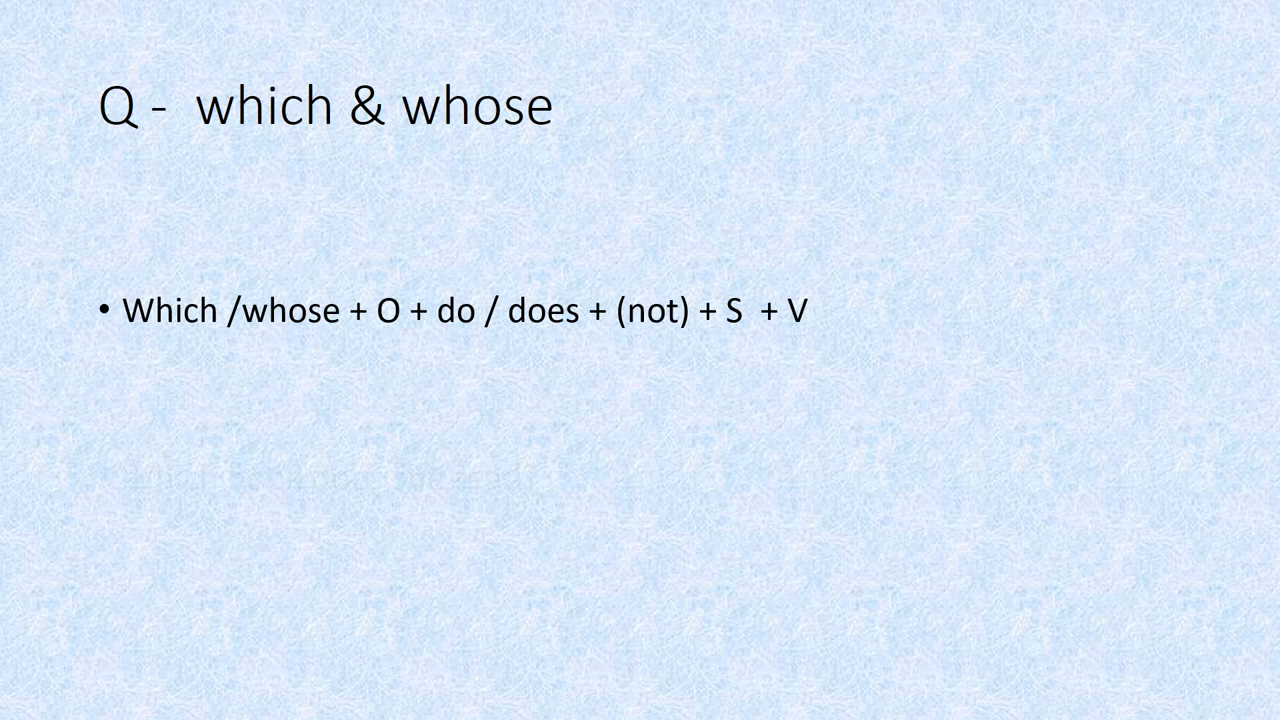 Q -  which & whose
• Which /whose + O + do / does + (not) + S  + V